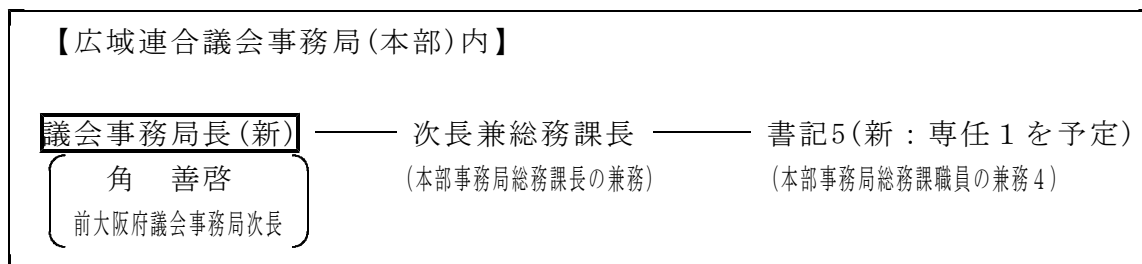 【広域連合議会事務局(本部)内】
議会事務局長(新) ―― 次長兼総務課長 ―― 書記5(新：専任１を予定)
角　善啓 (本部事務局総務課長の兼務) (本部事務局総務課職員の兼務４)
前大阪府議会事務局次長